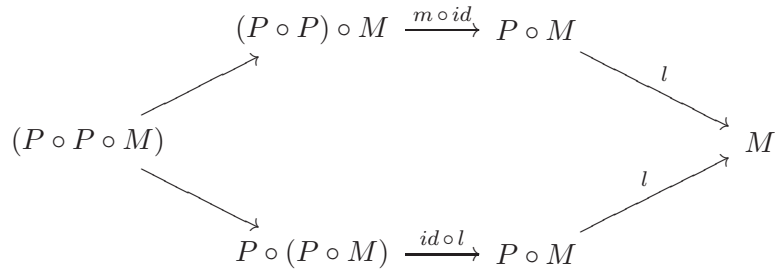 (P ∘ P) ∘ M m ∘ id P ∘ M
l
(P ∘ P ∘ M) M
l
P ∘ (P ∘ M) id ∘ l P ∘ M